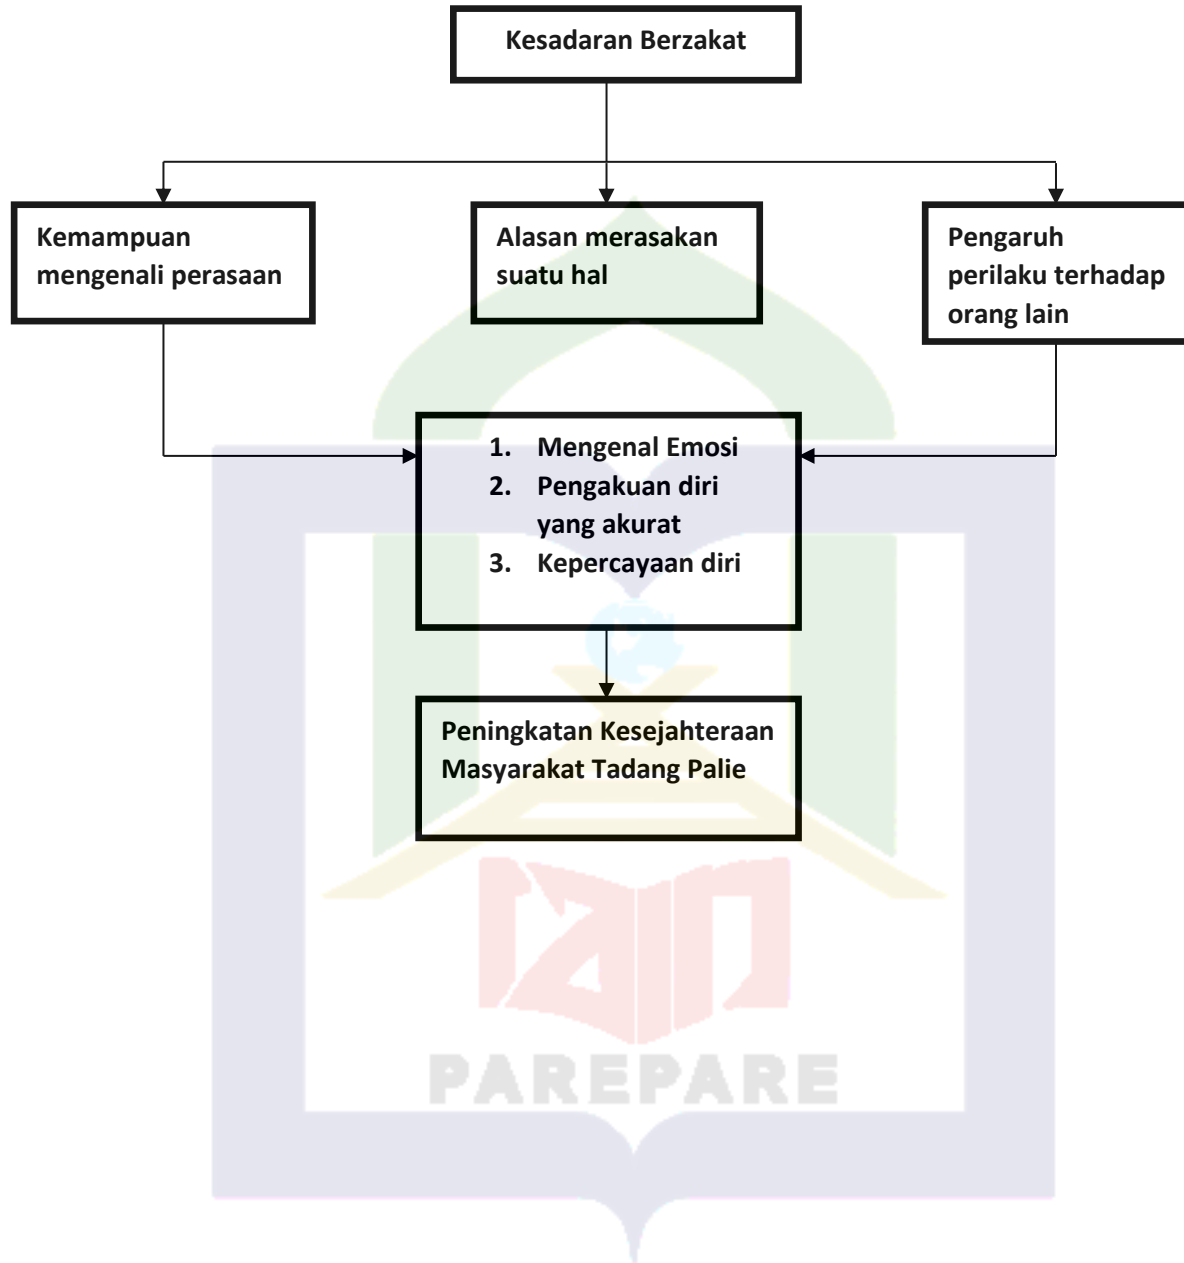 Kesadaran Berzakat
Kemampuan
mengenali perasaan
Alasan merasakan
suatu hal
Pengaruh
perilaku terhadap
orang lain
1. Mengenal Emosi
2. Pengakuan diri
yang akurat
3. Kepercayaan diri
Peningkatan Kesejahteraan
Masyarakat Tadang Palie
iain
PAREPARE